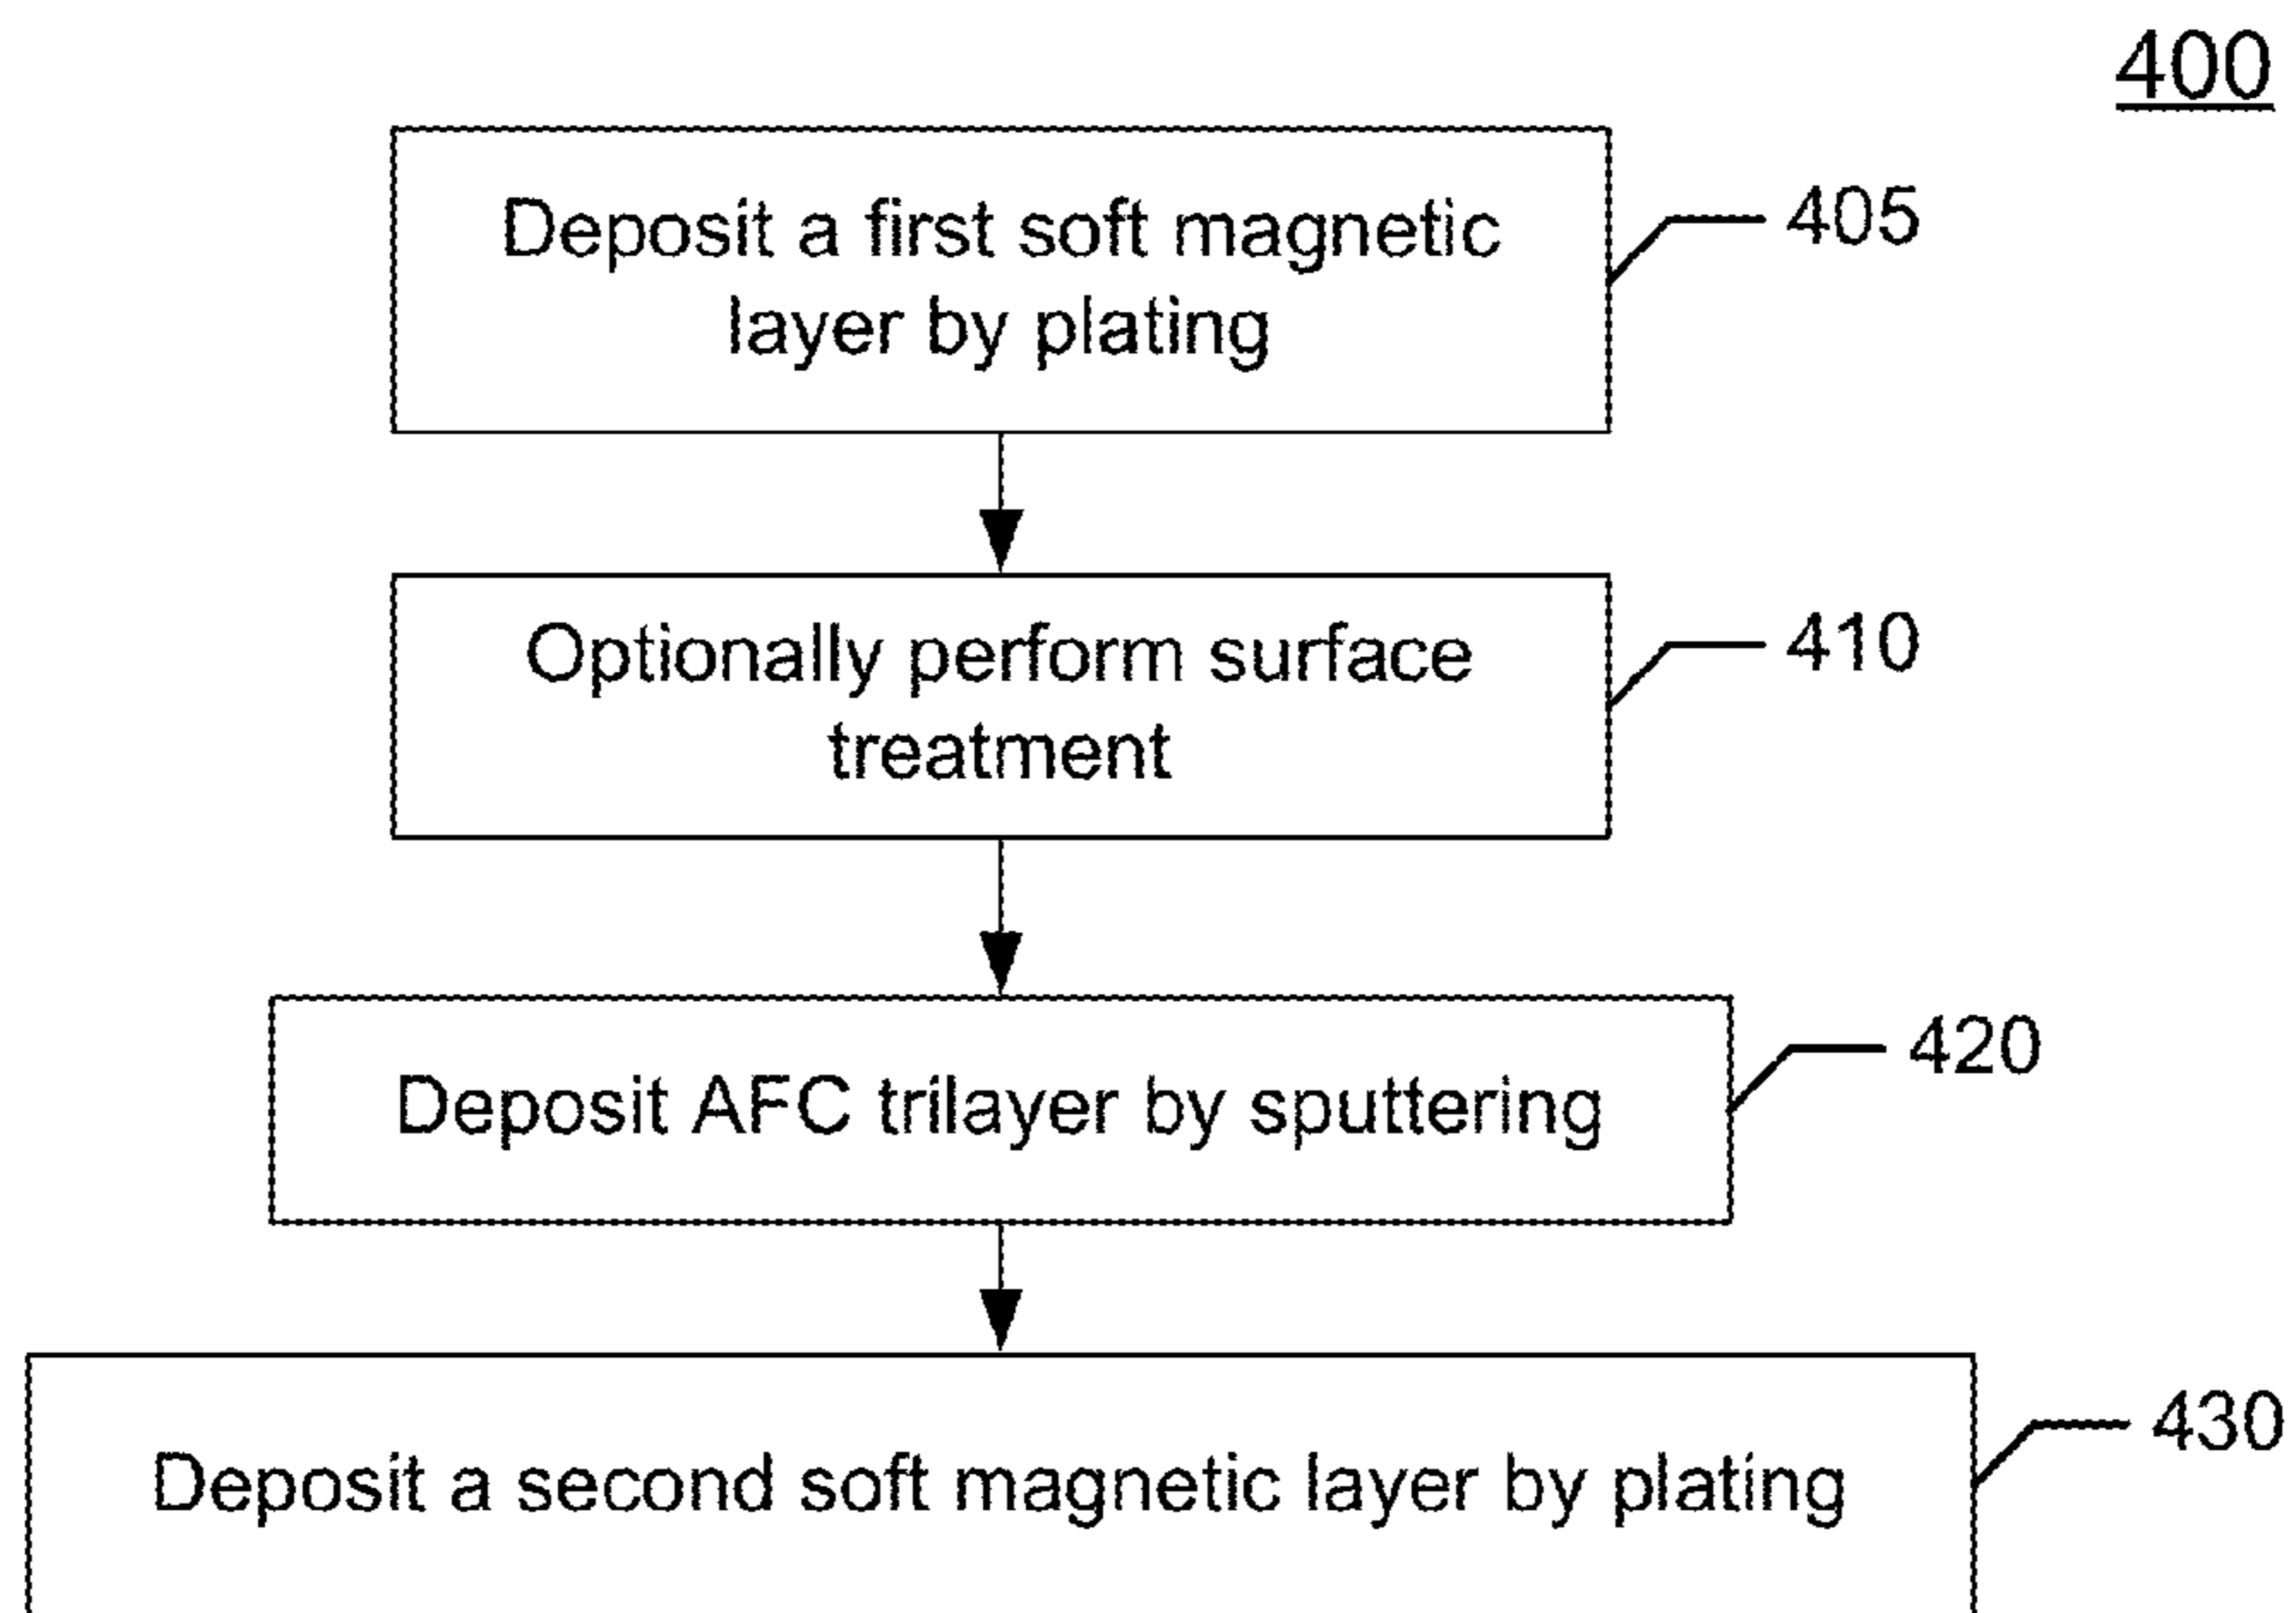 400
Deposit a first soft magnetic
layer by plating
405
Optionally perform surface
treatment
410
Deposit AFC trilayer by sputtering
420
Deposit a second soft magnetic layer by plating
430